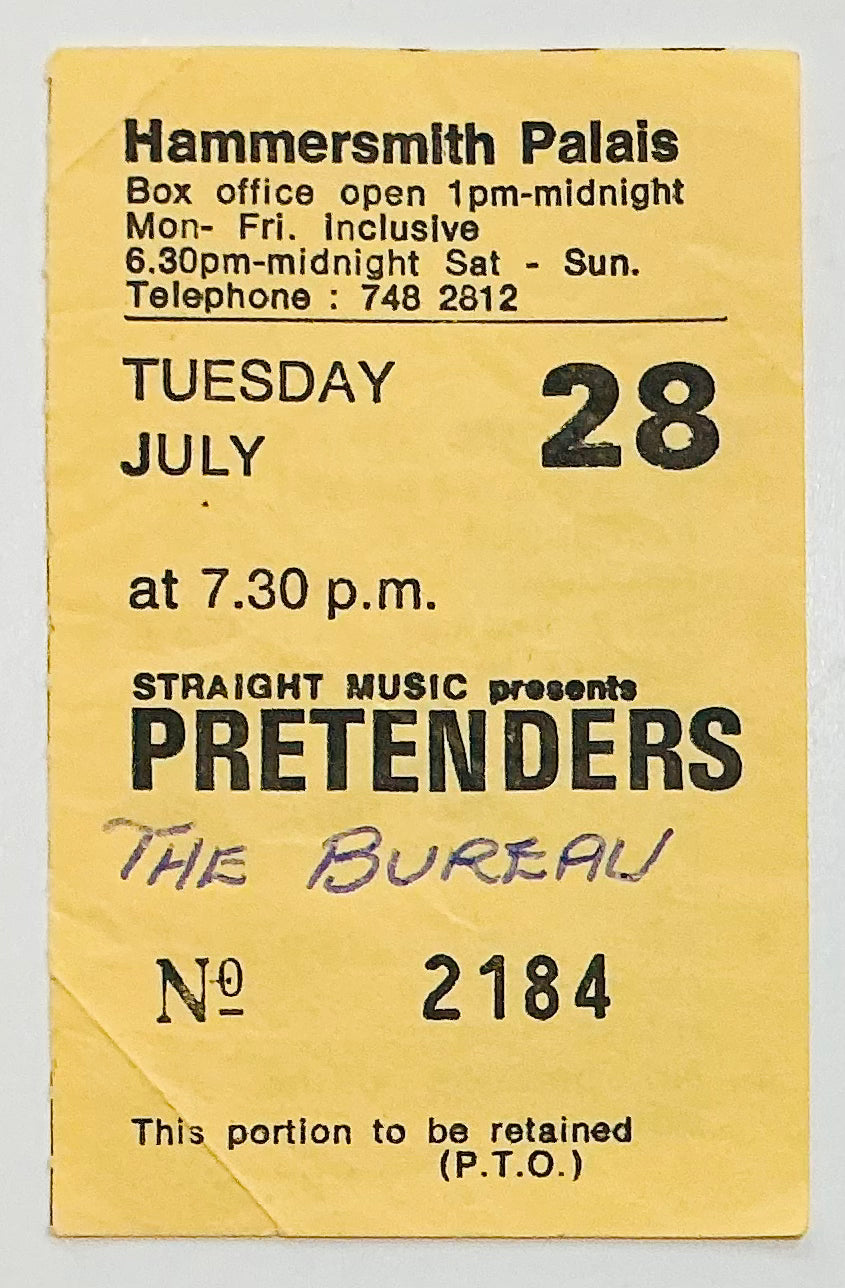 Hammersmith Palais
Box office open 1pm-midnight
Mon- Fri. inclusive
6.30pm-midnight Sat - Sun.
Telephone : 748 2812
TUESDAY 28
JULY
at 7.30 p.m.
STRAIGHT MUSIC presents
PRETENDERS
THE BUREAU
Nº 2184
This portion to be retained
(P.T.O.)